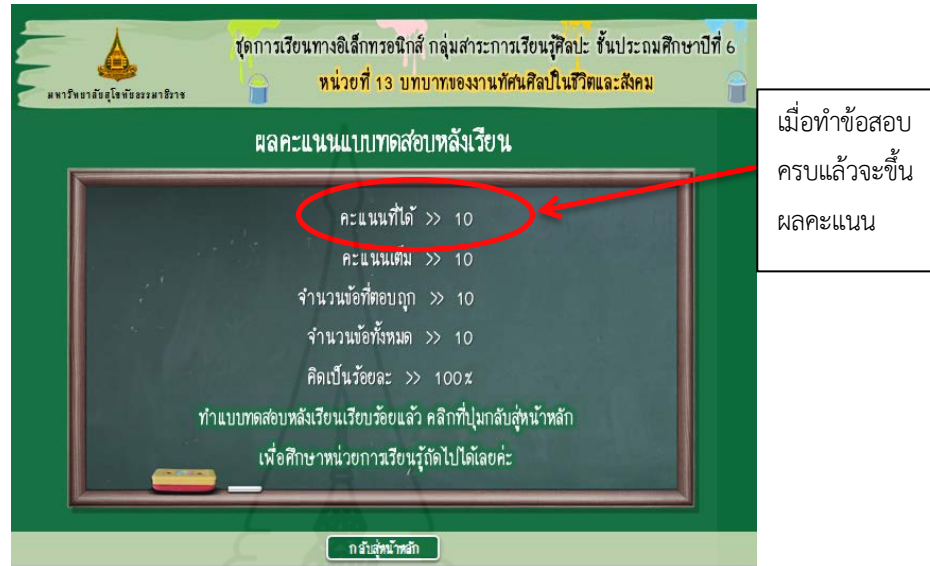 ชุดการเรียนทางอิเล็กทรอนิกส์ กลุ่มสาระการเรียนรู้ศิลปะ ชั้นประถมศึกษาปีที่ 6
หน่วยที่ 13 บทบาทของงานทัศนศิลป์ในชีวิตและสังคม
มหาวิทยาลัยสุโขทัยธรรมาธิราช
ผลคะแนนแบบทดสอบหลังเรียน
คะแนนที่ได้ >> 10
คะแนนเต็ม >> 10
จำนวนข้อที่ตอบถูก >> 10
จำนวนข้อทั้งหมด >> 10
คิดเป็นร้อยละ >> 100%
ทำแบบทดสอบหลังเรียนเรียบร้อยแล้ว คลิกที่ปุ่มกลับสู่หน้าหลัก
เพื่อศึกษาหน่วยการเรียนรู้ถัดไปได้เลยค่ะ
กลับสู่หน้าหลัก
เมื่อทำข้อสอบ
ครบแล้วจะขึ้น
ผลคะแนน